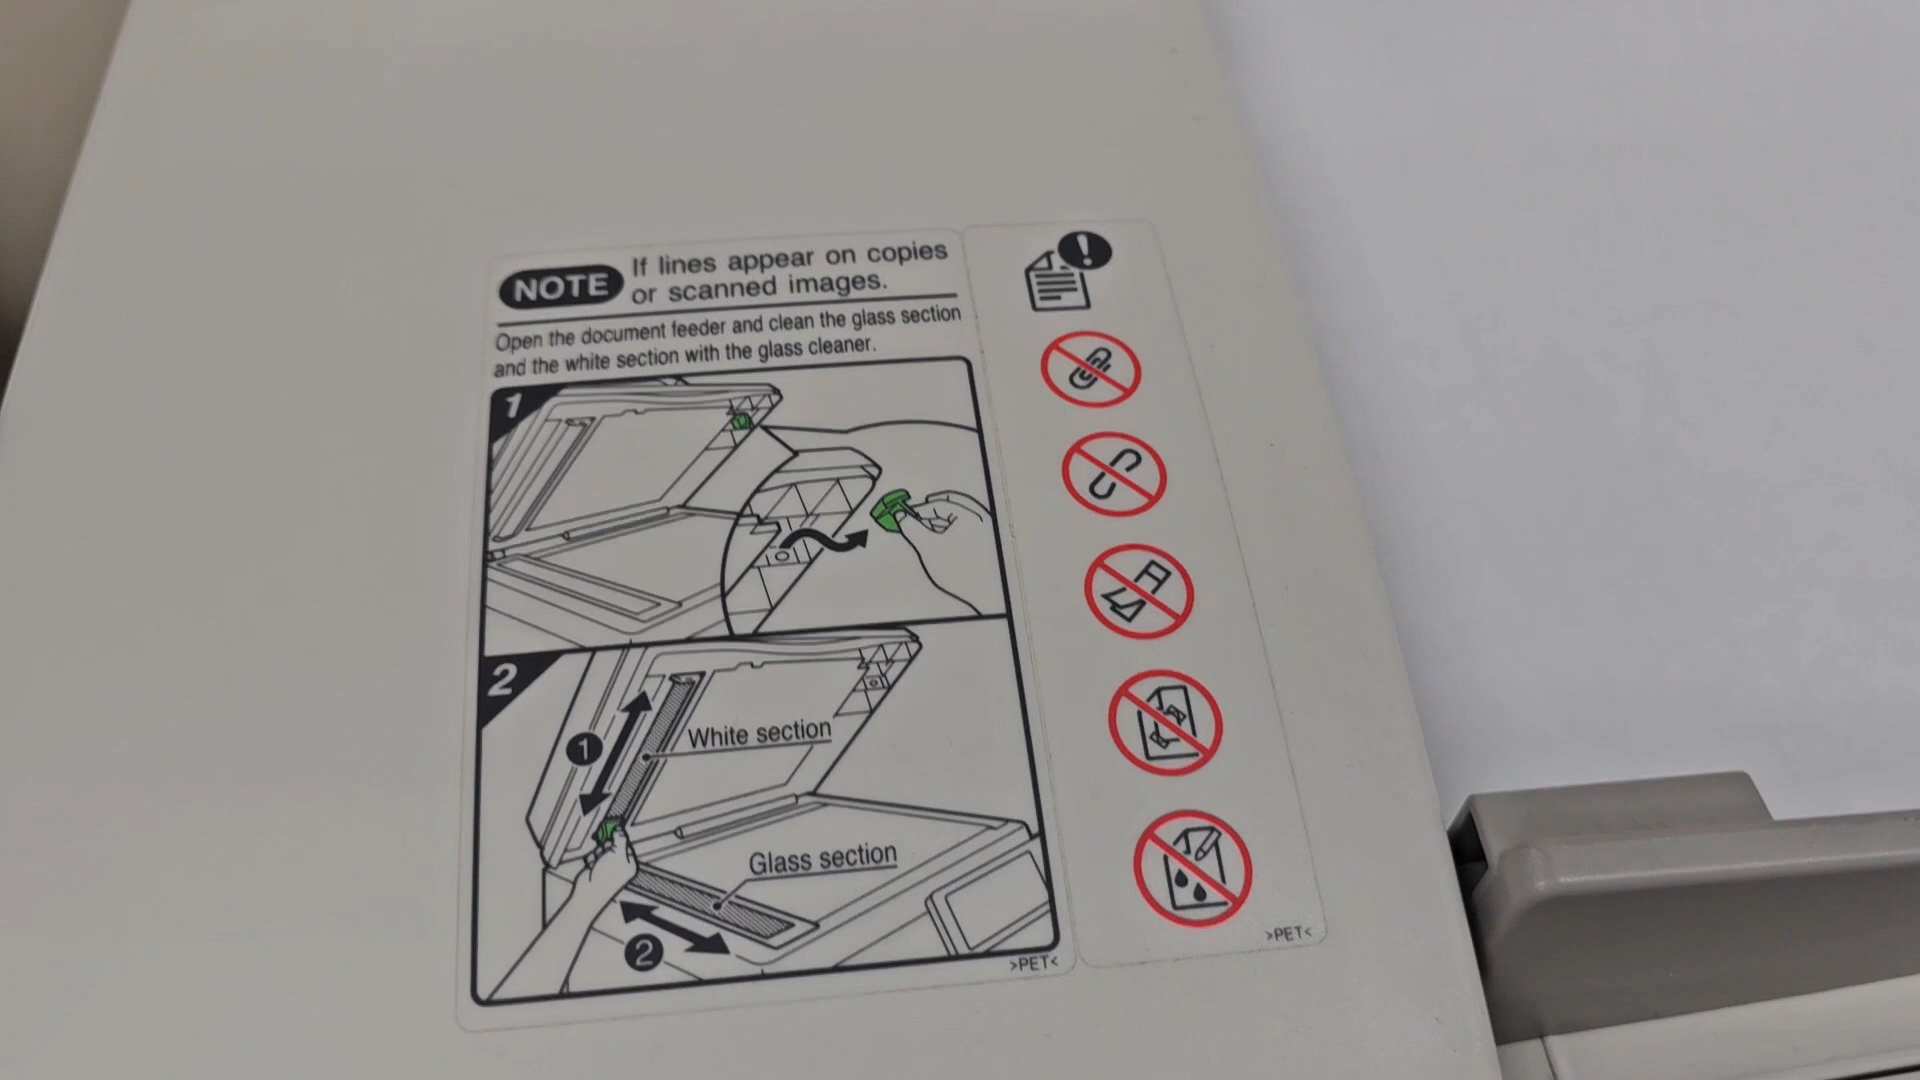 NOTE If lines appear on copies
or scanned images.
Open the document feeder and clean the glass section
and the white section with the glass cleaner.
1
2
1
White section
Glass section
2
>PET<
!
>PET<